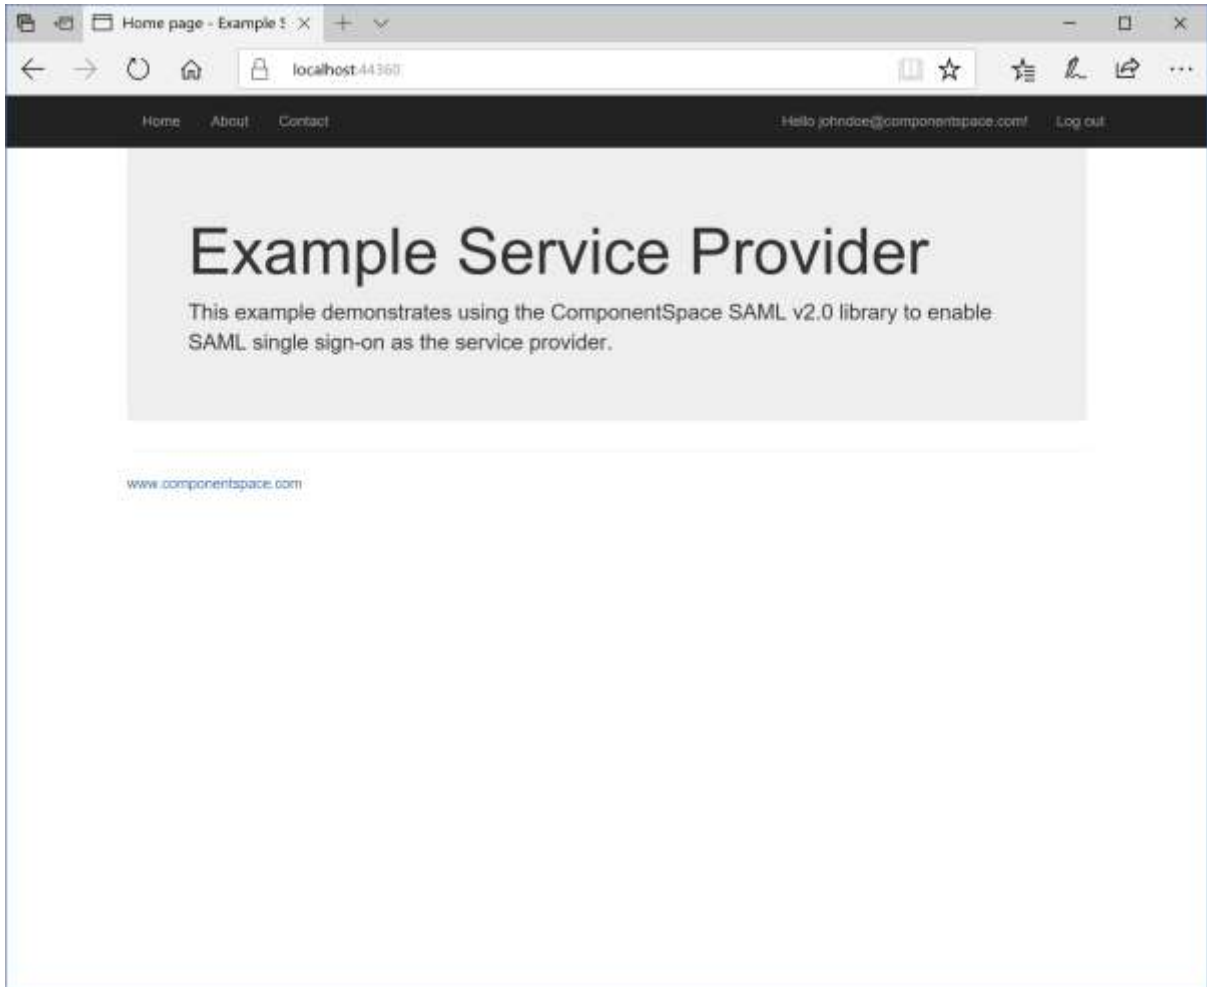 Home page - Example S
localhost:44360
Home About Contact Hello johndoe@componentspace.com! Log out
Example Service Provider
This example demonstrates using the ComponentSpace SAML v2.0 library to enable
SAML single sign-on as the service provider.
www.componentspace.com